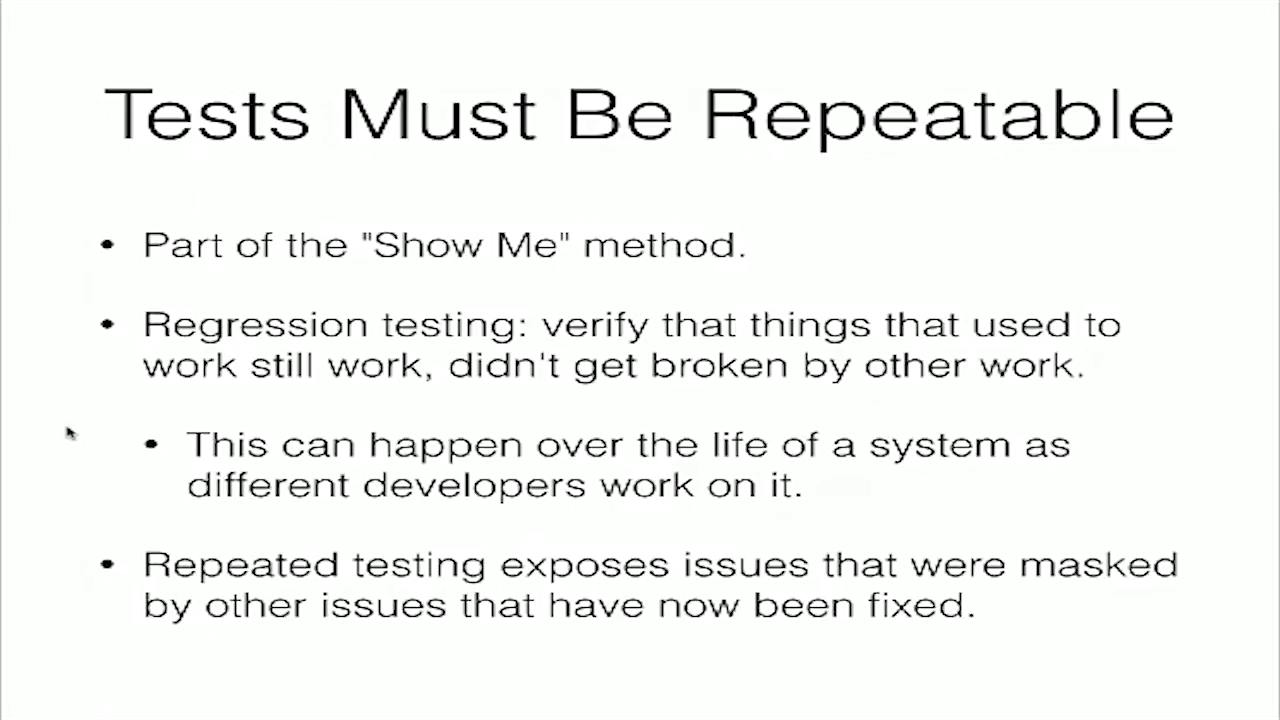 Tests Must Be Repeatable
• Part of the "Show Me" method.
• Regression testing: verify that things that used to
work still work, didn't get broken by other work.
• This can happen over the life of a system as
different developers work on it.
• Repeated testing exposes issues that were masked
by other issues that have now been fixed.